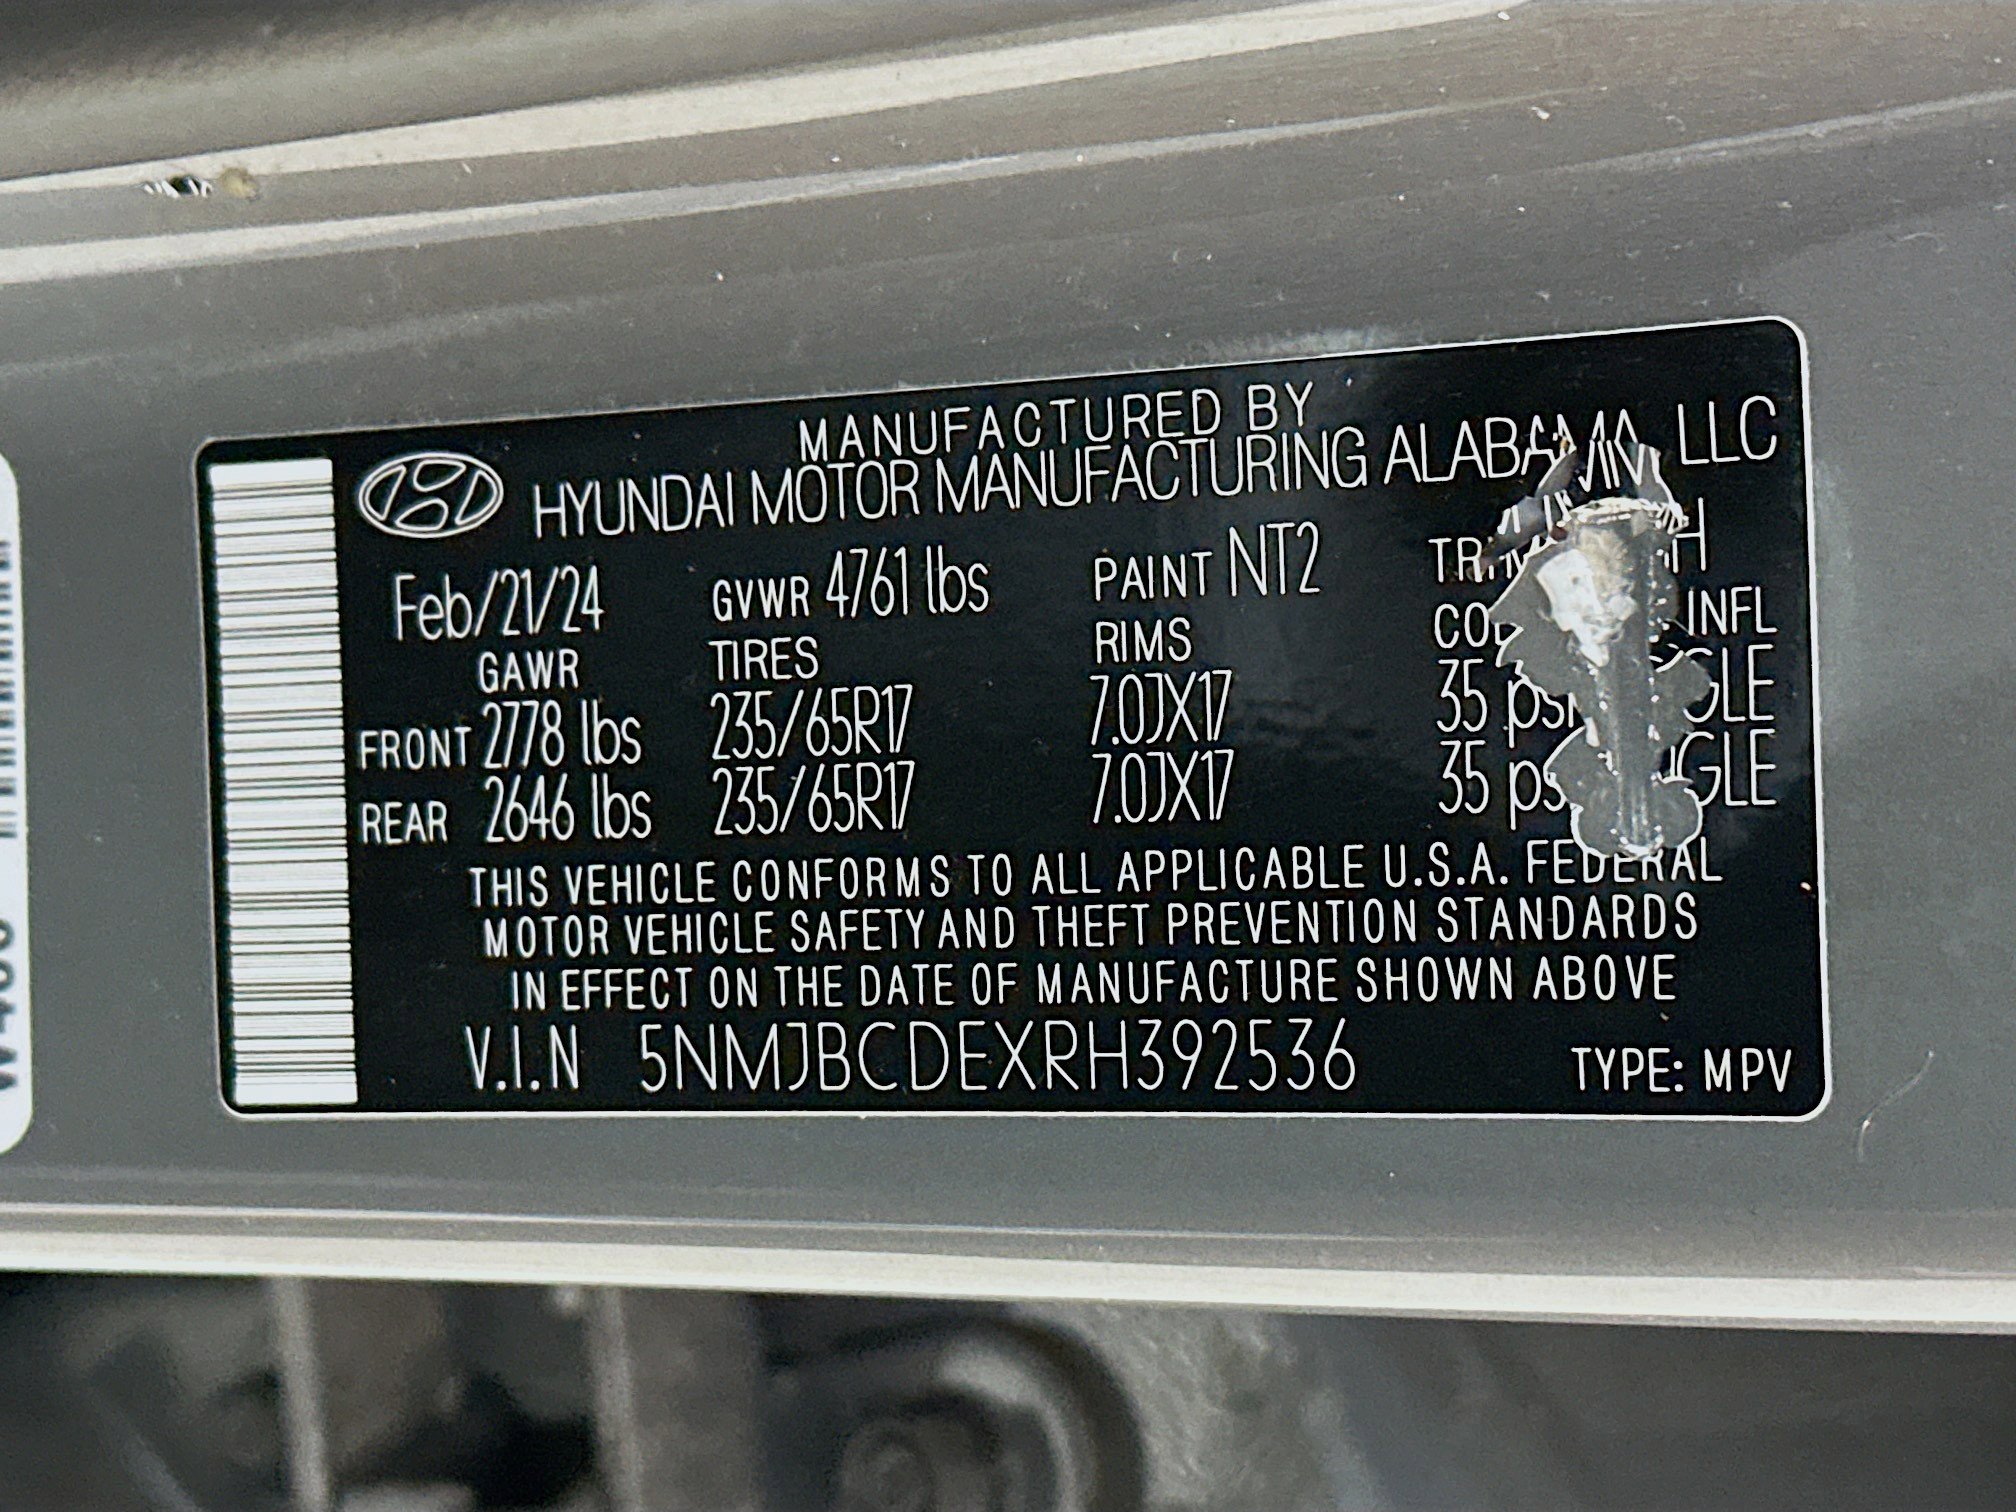 MANUFACTURED BY
HYUNDAI MOTOR MANUFACTURING ALABAMA, LLC
Feb/21/24 GVWR 4761 lbs PAINT NT2
GAWR TIRES RIMS INFL
FRONT 2778 lbs 235/65R17 7.0JX17 35 psi
REAR 2646 lbs 235/65R17 7.0JX17 35
THIS VEHICLE CONFORMS TO ALL APPLICABLE U.S.A. FEDERAL
MOTOR VEHICLE SAFETY AND THEFT PREVENTION STANDARDS
IN EFFECT ON THE DATE OF MANUFACTURE SHOWN ABOVE
V.I.N 5NMJBCDEXRH392536 TYPE: MPV